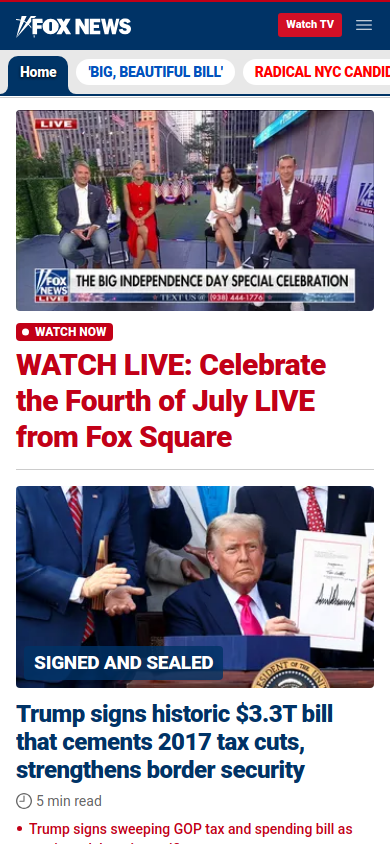 FOX NEWS
Watch TV
Home
'BIG, BEAUTIFUL BILL'
RADICAL NYC CANDID
LIVE
FOX
NEWS
LIVE
THE BIG INDEPENDENCE DAY SPECIAL CELEBRATION
TEXT US @ (938) 444-1776
WATCH NOW
WATCH LIVE: Celebrate
the Fourth of July LIVE
from Fox Square
SIGNED AND SEALED
ESIDENT OF THE
Trump signs historic $3.3T bill
that cements 2017 tax cuts,
strengthens border security
5 min read
Trump signs sweeping GOP tax and spending bill as